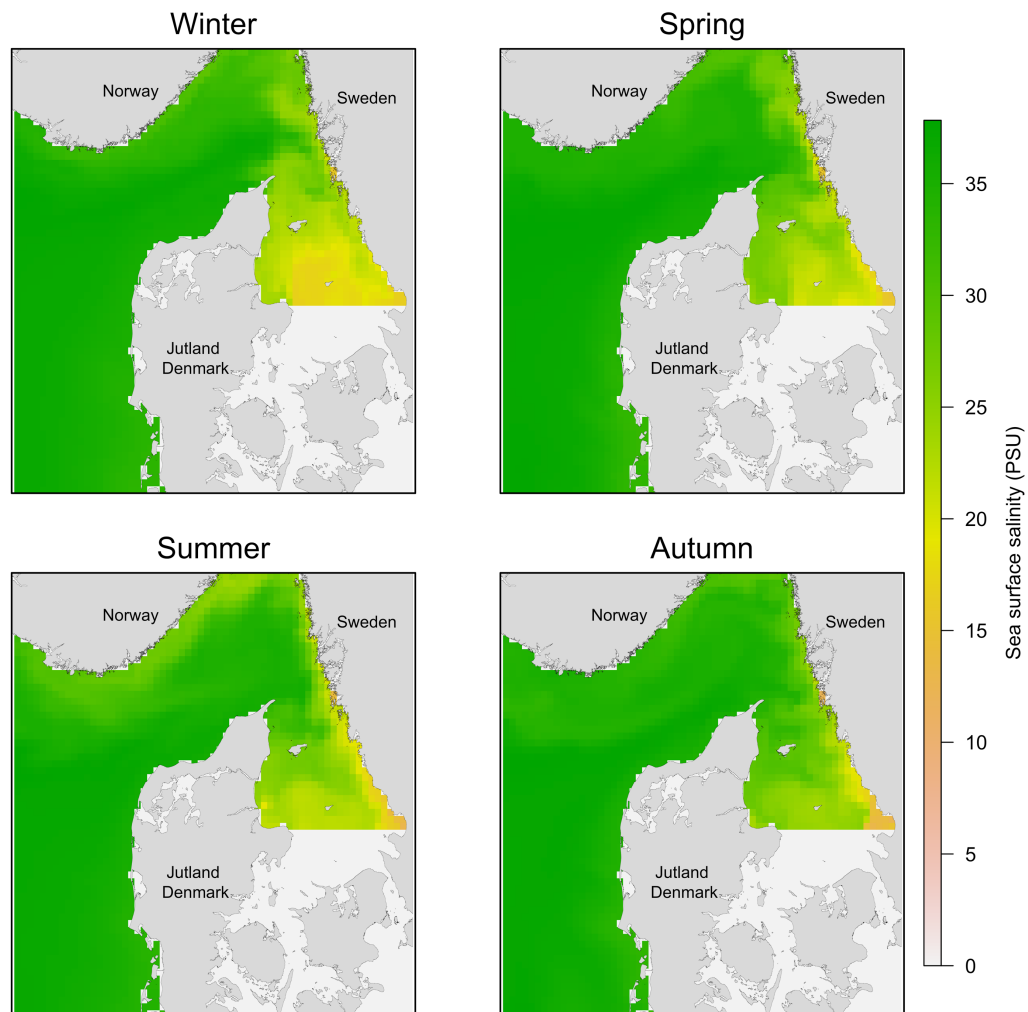 Winter
Spring
Norway
Sweden
Jutland
Denmark
Norway
Sweden
Jutland
Denmark
Summer
Autumn
Norway
Sweden
Jutland
Denmark
Norway
Sweden
Jutland
Denmark
35
30
25
20
15
10
5
0
Sea surface salinity (PSU)